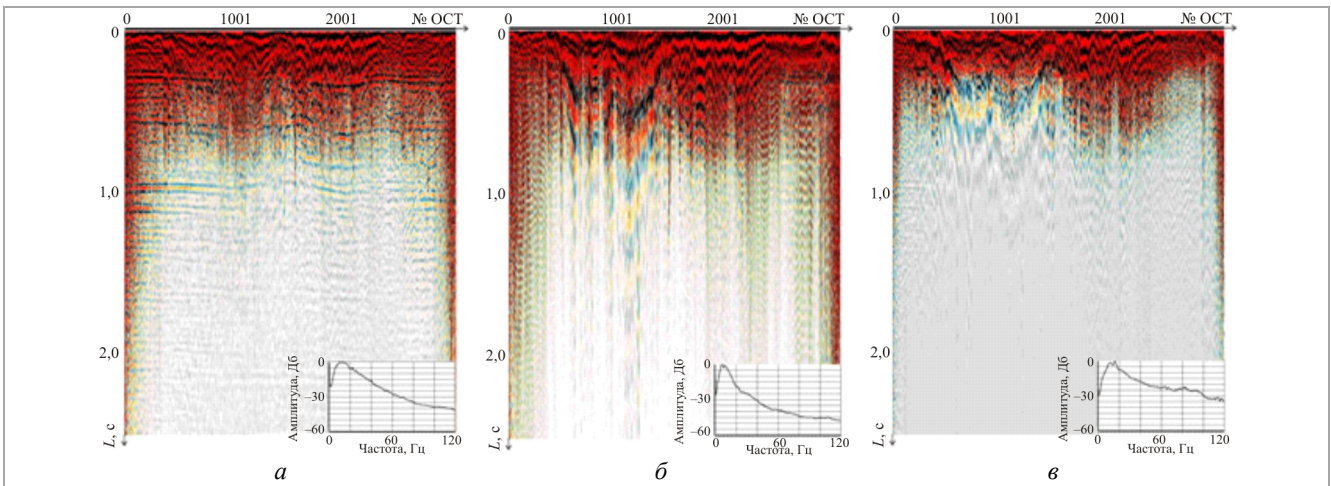 0 1001 2001 № ОСТ
0
1,0
2,0
L, с
Амплитуда, Дб
0
–30
–60
0 60 120
Частота, Гц
а
0 1001 2001 № ОСТ
0
1,0
2,0
Амплитуда, Дб
0
–30
–60
0 60 120
Частота, Гц
L, с
б
0 1001 2001 № ОСТ
0
1,0
2,0
Амплитуда, Дб
0
–30
–60
0 60 120
Частота, Гц
L, с
в